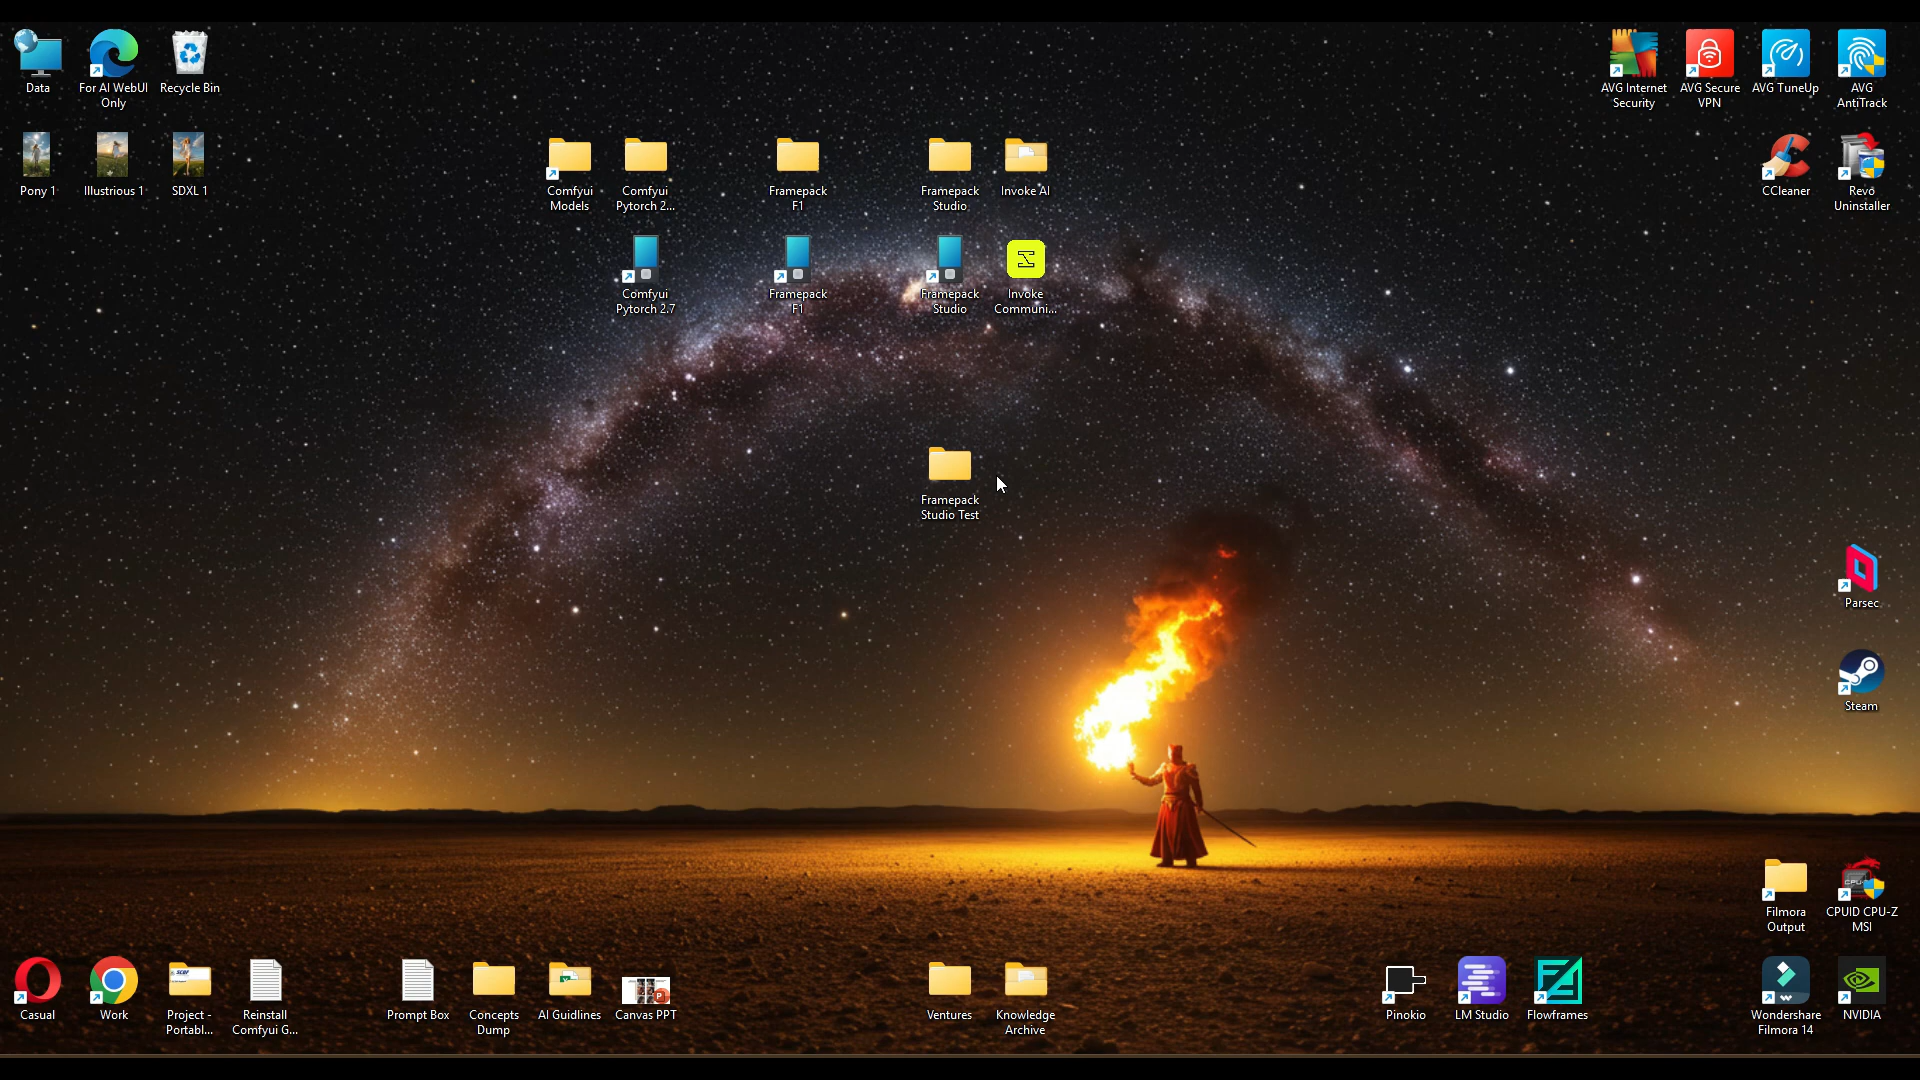 Data
For AI WebUI
Only
Recycle Bin
AVG Internet
Security
AVG Secure
VPN
AVG TuneUp
AVG
AntiTrack
Pony 1
Illustrious 1
SDXL 1
Comfyui
Models
Comfyui
Pytorch 2...
Framepack
F1
Framepack
Studio
Invoke AI
CCleaner
Revo
Uninstaller
Comfyui
Pytorch 2.7
Framepack
F1
Framepack
Studio
Invoke
Communi...
Framepack
Studio Test
Parsec
Steam
Filmora
Output
CPUID CPU-Z
MSI
Casual
Work
Project -
Portabl...
Reinstall
Comfyui G...
Prompt Box
Concepts
Dump
AI Guidlines
Canvas PPT
Ventures
Knowledge
Archive
Pinokio
LM Studio
Flowframes
Wondershare
Filmora 14
NVIDIA